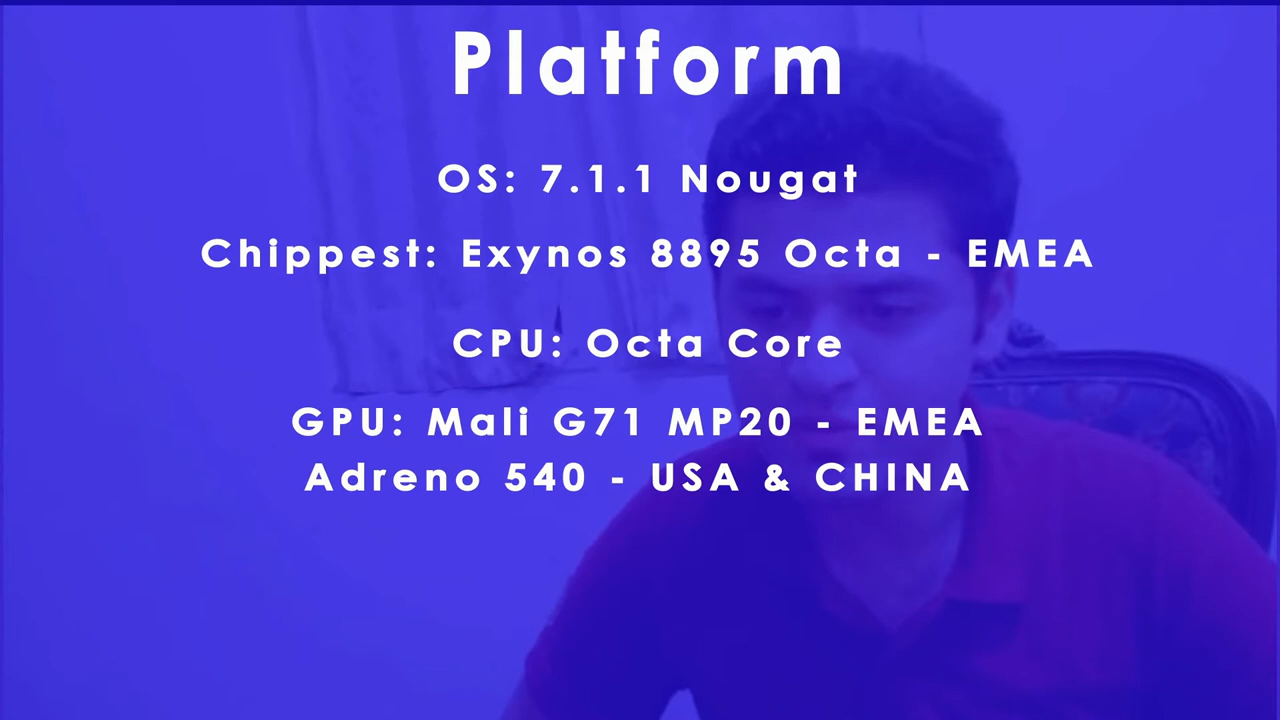 Platform
OS: 7.1.1 Nougat
Chippest: Exynos 8895 Octa - EMEA
CPU: Octa Core
GPU: Mali G71 MP20 - EMEA
Adreno 540 - USA & CHINA